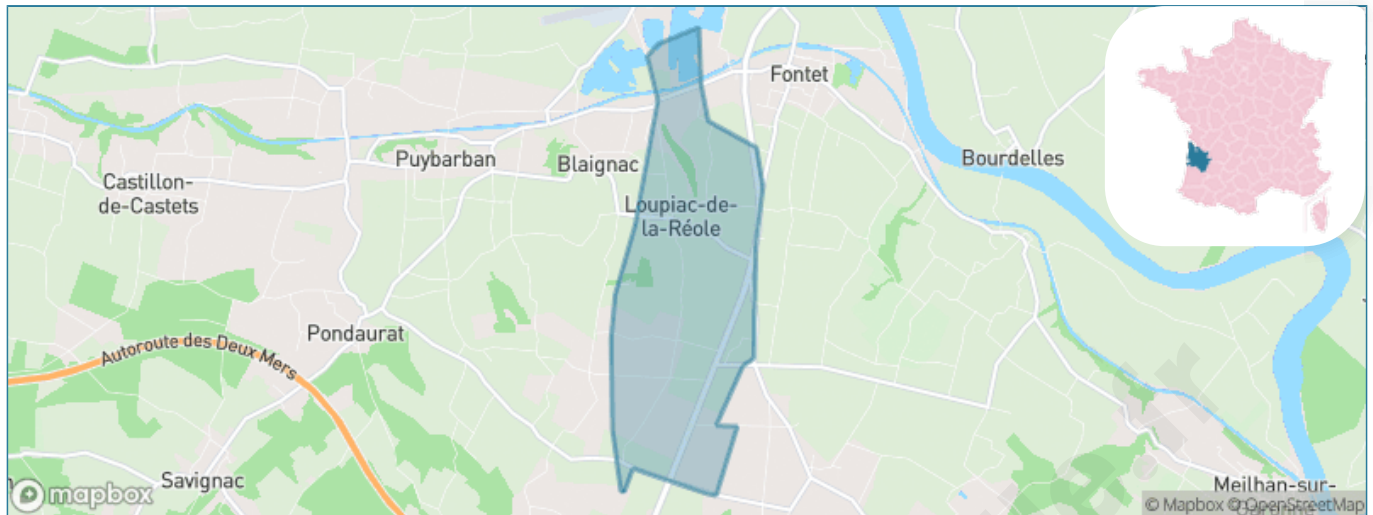 Fontet
Puybarban
Blaignac
Bourdelles
Castillon-
de-Castets
Loupiac-de-
la-Réole
Pondaurat
Autoroute des Deux Mers
Savignac
Meilhan-sur-
Garonne
mapbox
© Mapbox © OpenStreetMap